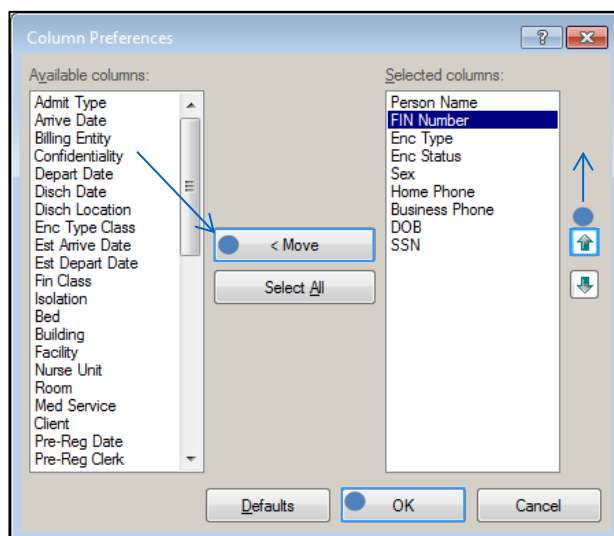 Column Preferences
?
Available columns:
Selected columns:
Admit Type
Arrive Date
Billing Entity
Confidentiality
Depart Date
Disch Date
Disch Location
Enc Type Class
Est Arrive Date
Est Depart Date
Fin Class
Isolation
Bed
Building
Facility
Nurse Unit
Room
Med Service
Client
Pre-Reg Date
Pre-Reg Clerk
< Move
Select All
Person Name
FIN Number
Enc Type
Enc Status
Sex
Home Phone
Business Phone
DOB
SSN
Defaults
OK
Cancel